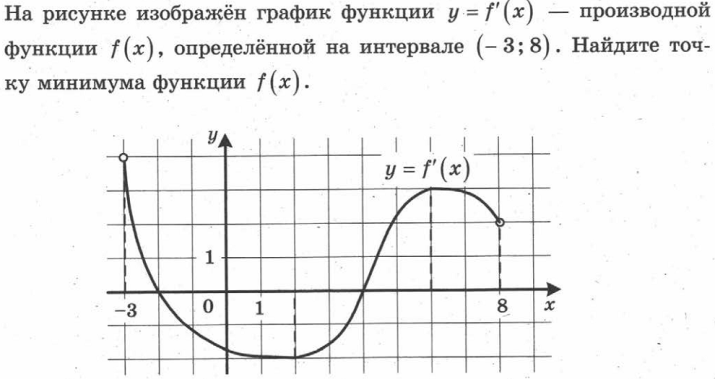 На рисунке изображён график функции y = f′(x) — производной
функции f(x), определённой на интервале (– 3; 8). Найдите точ-
ку минимума функции f(x).
y
y = f′(x)
1
–3
0
1
8
x